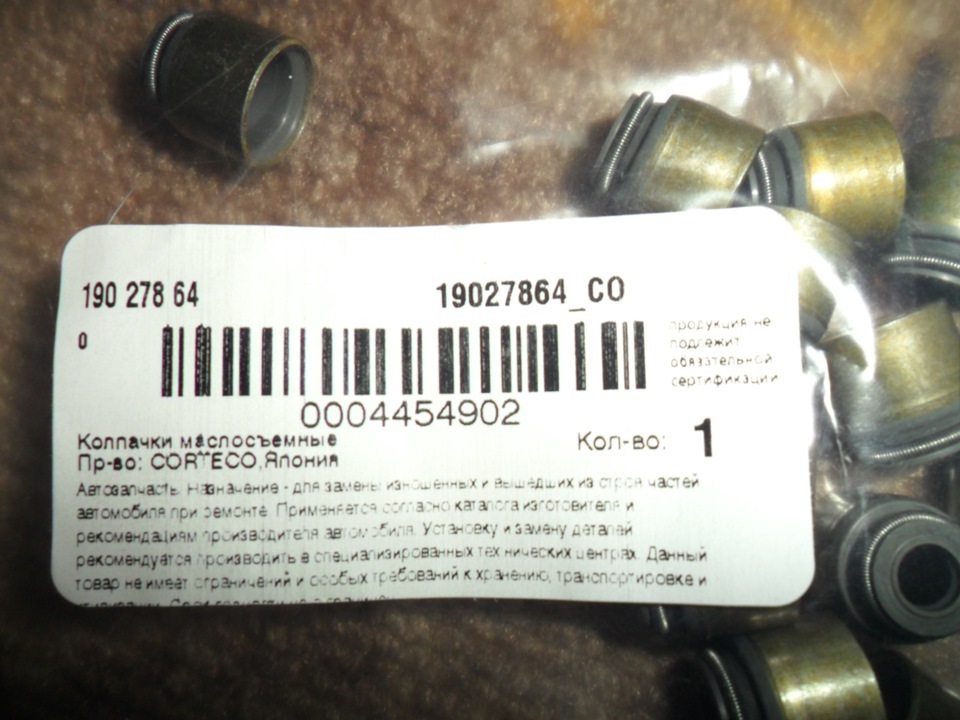 190 278 64 19027864_CO
0
продукция не
подлежит
обязательной
сертификации
0004454902
Колпачки маслосъемные
Кол-во: 1
Пр-во: CORTECO,Япония
Автозапчасть. Назначение - для замены изношенных и вышедших из строя частей
автомобиля при ремонте. Применяется согласно каталога изготовителя и
рекомендациям производителя автомобиля. Установку и замену деталей
рекомендуется производить в специализированных технических центрах. Данный
товар не имеет ограничений и особых требований к хранению, транспортировке и